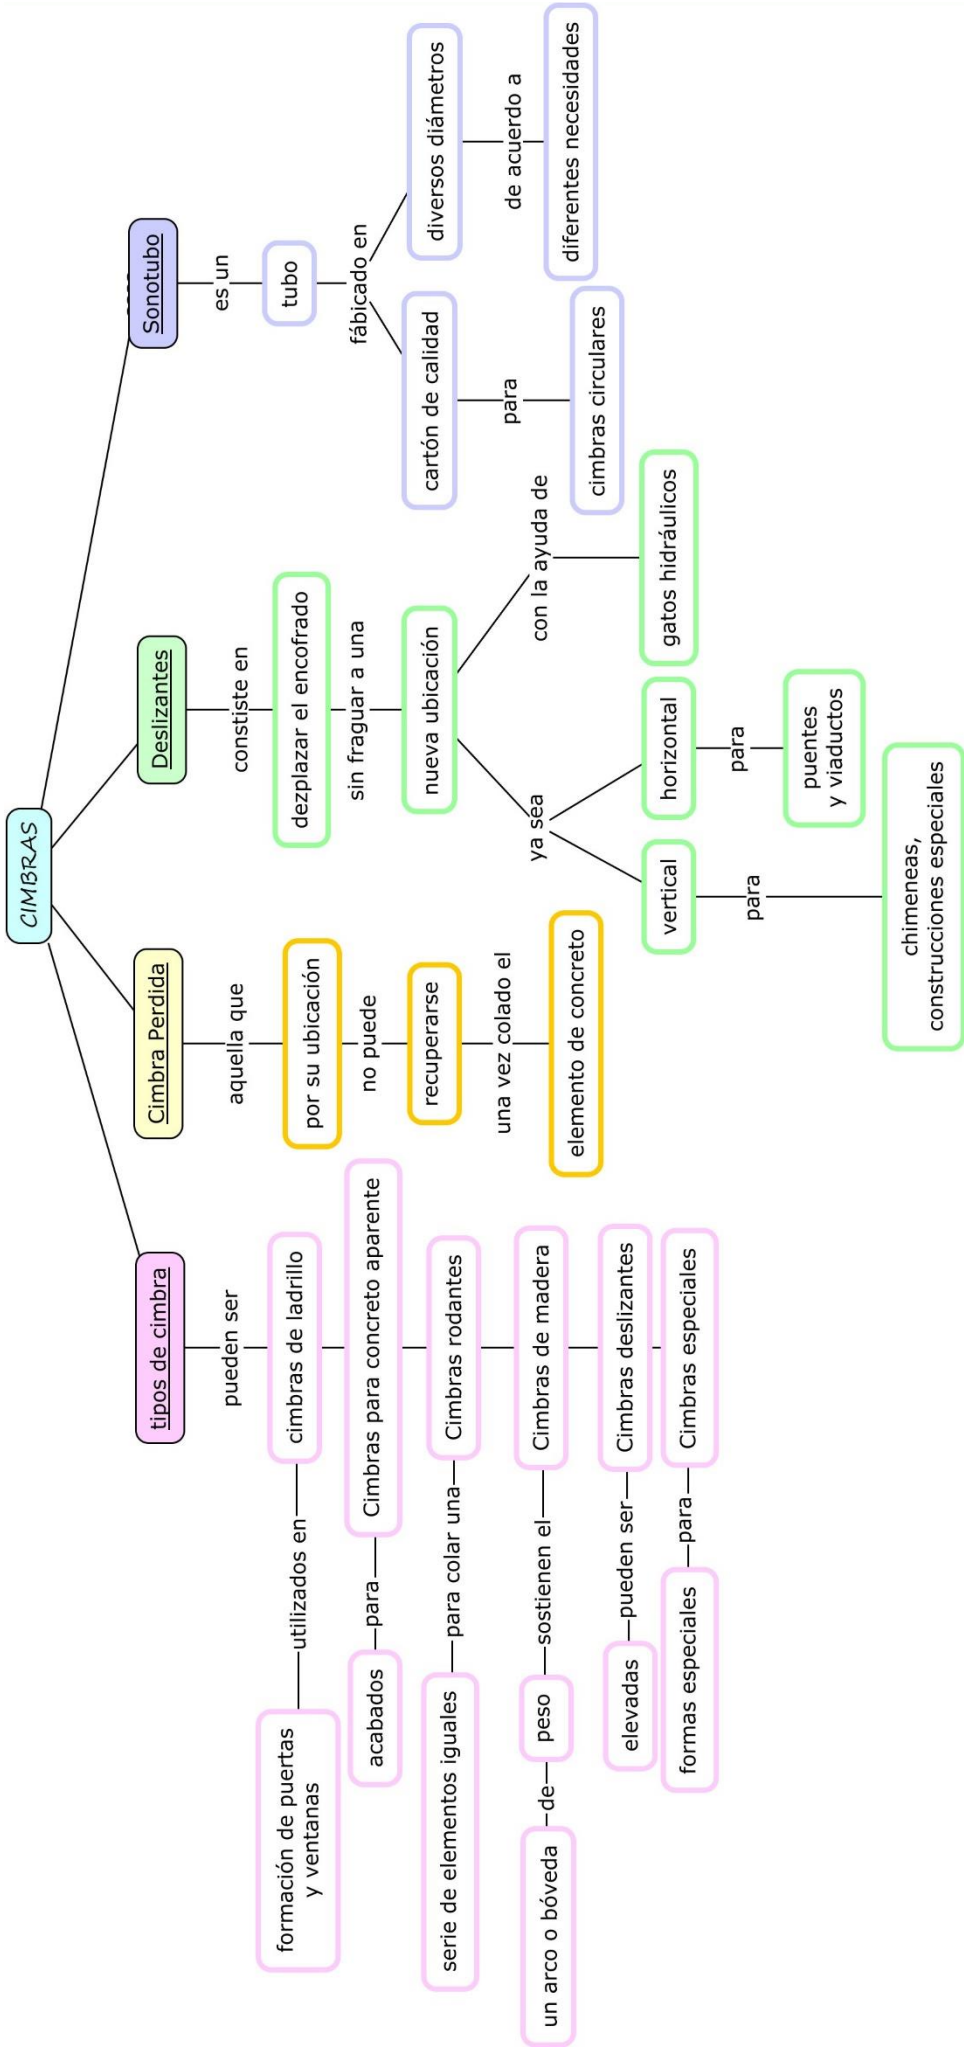 CIMBRAS
tipos de cimbra
pueden ser
cimbras de ladrillo
utilizados en
formación de puertas
y ventanas
Cimbras para concreto aparente
para
acabados
Cimbras rodantes
para colar una
serie de elementos iguales
Cimbras de madera
sostienen el
peso
de
un arco o bóveda
Cimbras deslizantes
pueden ser
elevadas
Cimbras especiales
para
formas especiales
Cimbra Perdida
aquella que
por su ubicación
no puede
recuperarse
una vez colado el
elemento de concreto
Deslizantes
constiste en
dezplazar el encofrado
sin fraguar a una
nueva ubicación
ya sea
vertical
para
chimeneas,
construcciones especiales
horizontal
para
puentes
y viaductos
con la ayuda de
gatos hidráulicos
Sonotubo
es un
tubo
fábicado en
cartón de calidad
para
cimbras circulares
diversos diámetros
de acuerdo a
diferentes necesidades